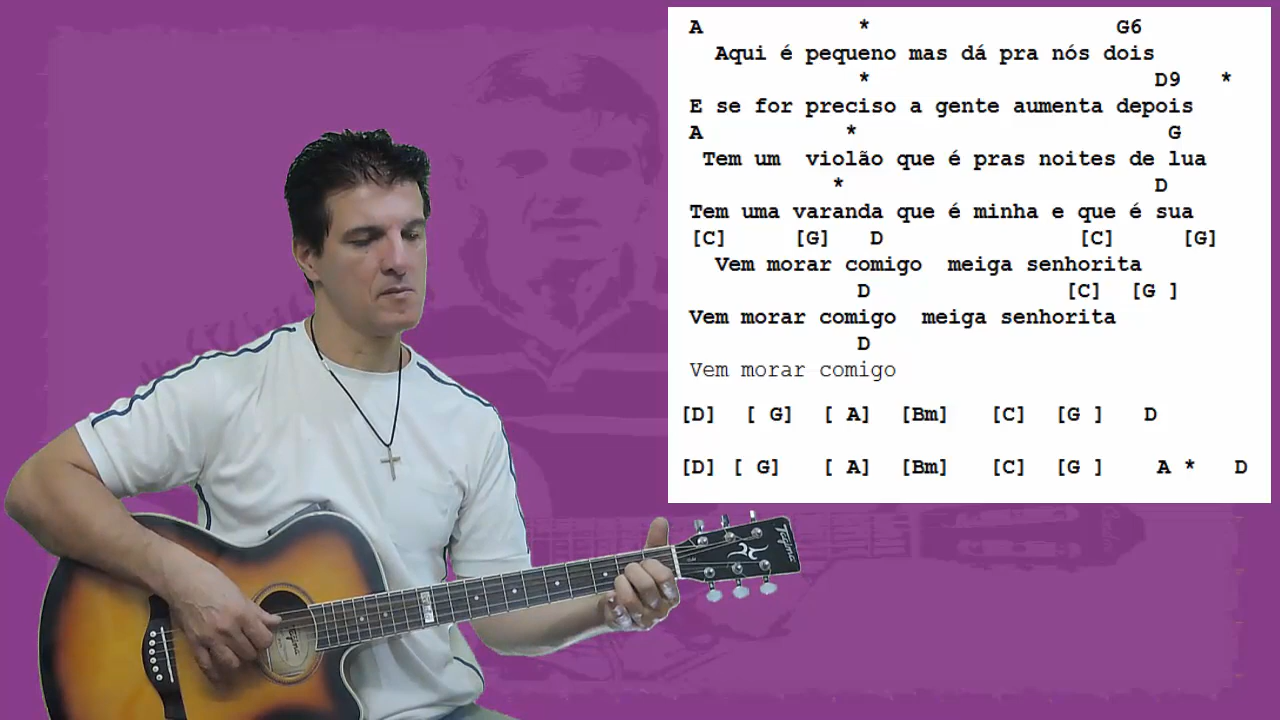 A * G6
Aqui é pequeno mas dá pra nós dois
* D9 *
E se for preciso a gente aumenta depois
A * G
Tem um violão que é pras noites de lua
* D
Tem uma varanda que é minha e que é sua
[C] [G] D [C] [G]
Vem morar comigo meiga senhorita
D [C] [G ]
Vem morar comigo meiga senhorita
D
Vem morar comigo
[D] [ G] [ A] [Bm] [C] [G ] D
[D] [ G] [ A] [Bm] [C] [G ] A * D
Tagima
Tagima